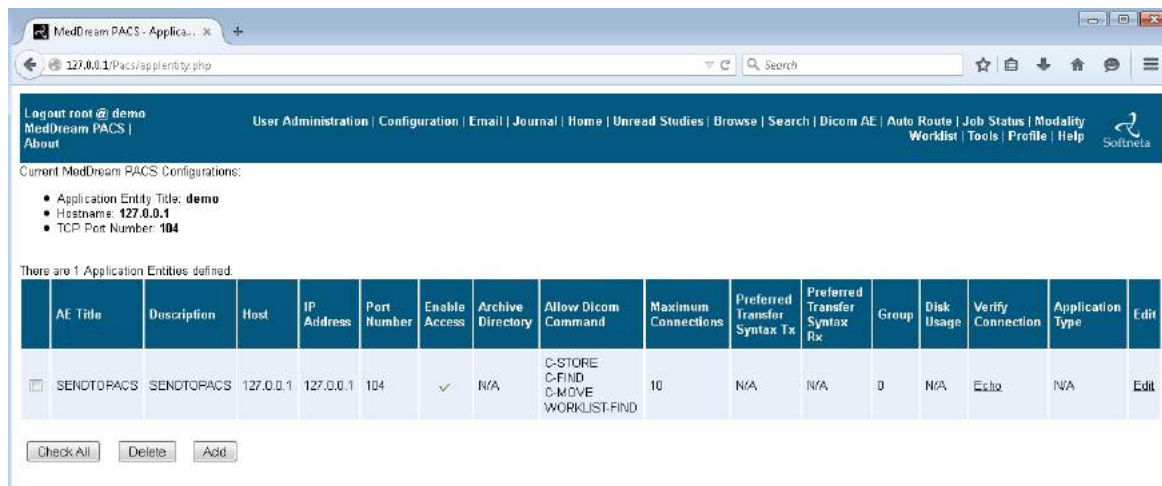 MedDream PACS - Applica...
127.0.0.1/Pacs/applentity.php
Search
Logout root @ demo
MedDream PACS |
About
User Administration | Configuration | Email | Journal | Home | Unread Studies | Browse | Search | Dicom AE | Auto Route | Job Status | Modality
Worklist | Tools | Profile | Help
Softneta
Current MedDream PACS Configurations:
Application Entity Title: demo
Hostname: 127.0.0.1
TCP Port Number: 104
There are 1 Application Entities defined:
AE Title Description Host IP Address Port Number Enable Access Archive Directory Allow Dicom Command Maximum Connections Preferred Transfer Syntax Tx Preferred Transfer Syntax Rx Group Disk Usage Verify Connection Application Type Edit
SENDTOPACS SENDTOPACS 127.0.0.1 127.0.0.1 104 N/A C-STORE C-FIND C-MOVE WORKLIST-FIND 10 N/A N/A 0 N/A Echo N/A Edit
Check All Delete Add